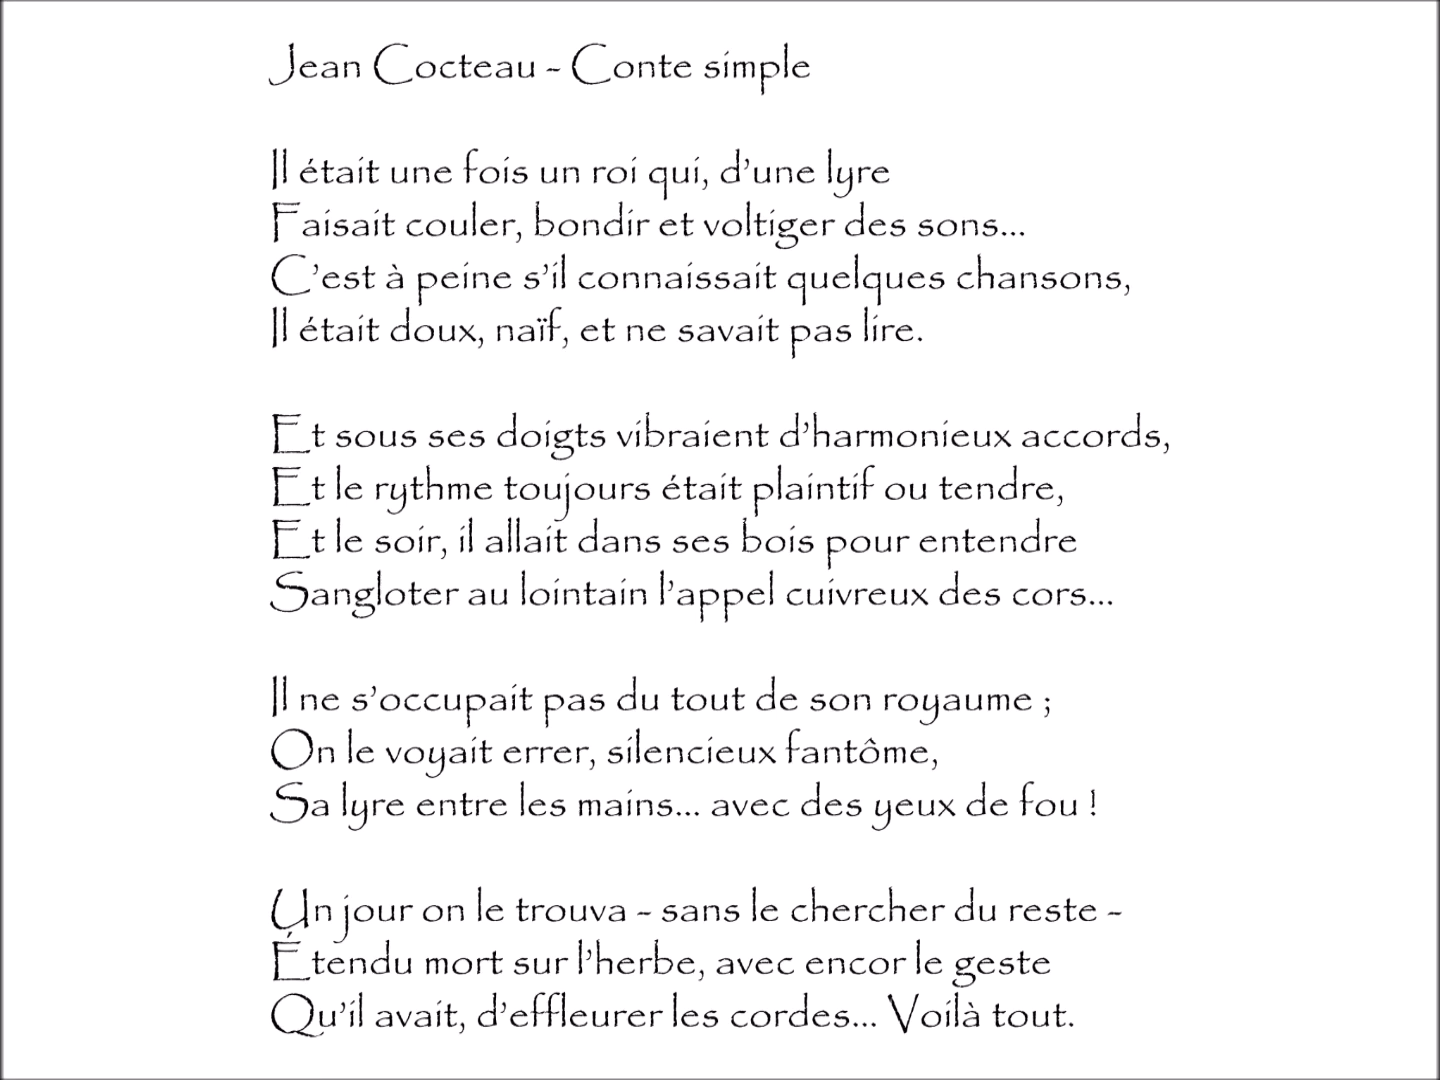 Jean Cocteau - Conte simple
Il était une fois un roi qui, d'une lyre
Faisait couler, bondir et voltiger des sons...
C'est à peine s'il connaissait quelques chansons,
Il était doux, naïf, et ne savait pas lire.
Et sous ses doigts vibraient d'harmonieux accords,
Et le rythme toujours était plaintif ou tendre,
Et le soir, il allait dans ses bois pour entendre
Sangloter au lointain l'appel cuivreux des cors...
Il ne s'occupait pas du tout de son royaume ;
On le voyait errer, silencieux fantôme,
Sa lyre entre les mains... avec des yeux de fou !
Un jour on le trouva - sans le chercher du reste -
Étendu mort sur l'herbe, avec encor le geste
Qu'il avait, d'effleurer les cordes... Voilà tout.